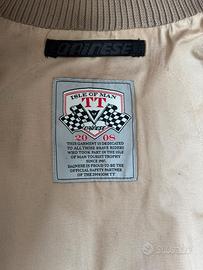 DAINESE
ISLE OF MAN
TT
DAINESE
20 08
THIS GARMENT IS DEDICATED
TO ALL THOSE BRAVE RIDERS
WHO TOOK PART IN THE ISLE
OF MAN TOURIST TROPHY
SINCE 1907.
DAINESE IS PROUD TO BE THE
OFFICIAL SAFETY PARTNER
OF THE 2008 IOM TT
subito